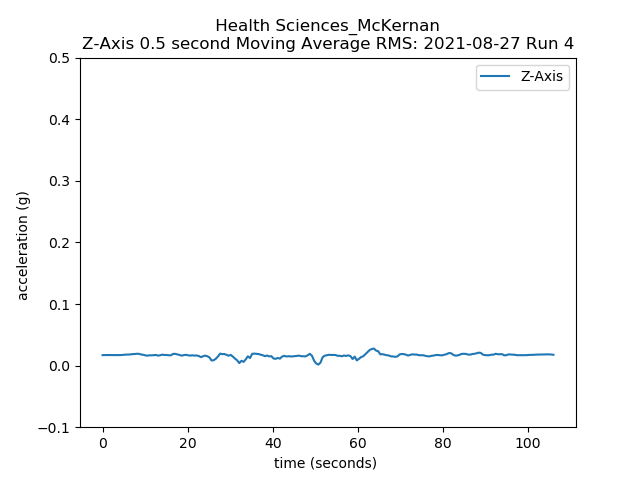 Health Sciences_McKernan
Z-Axis 0.5 second Moving Average RMS: 2021-08-27 Run 4
Z-Axis
0.5
0.4
0.3
0.2
0.1
0.0
−0.1
acceleration (g)
0 20 40 60 80 100
time (seconds)